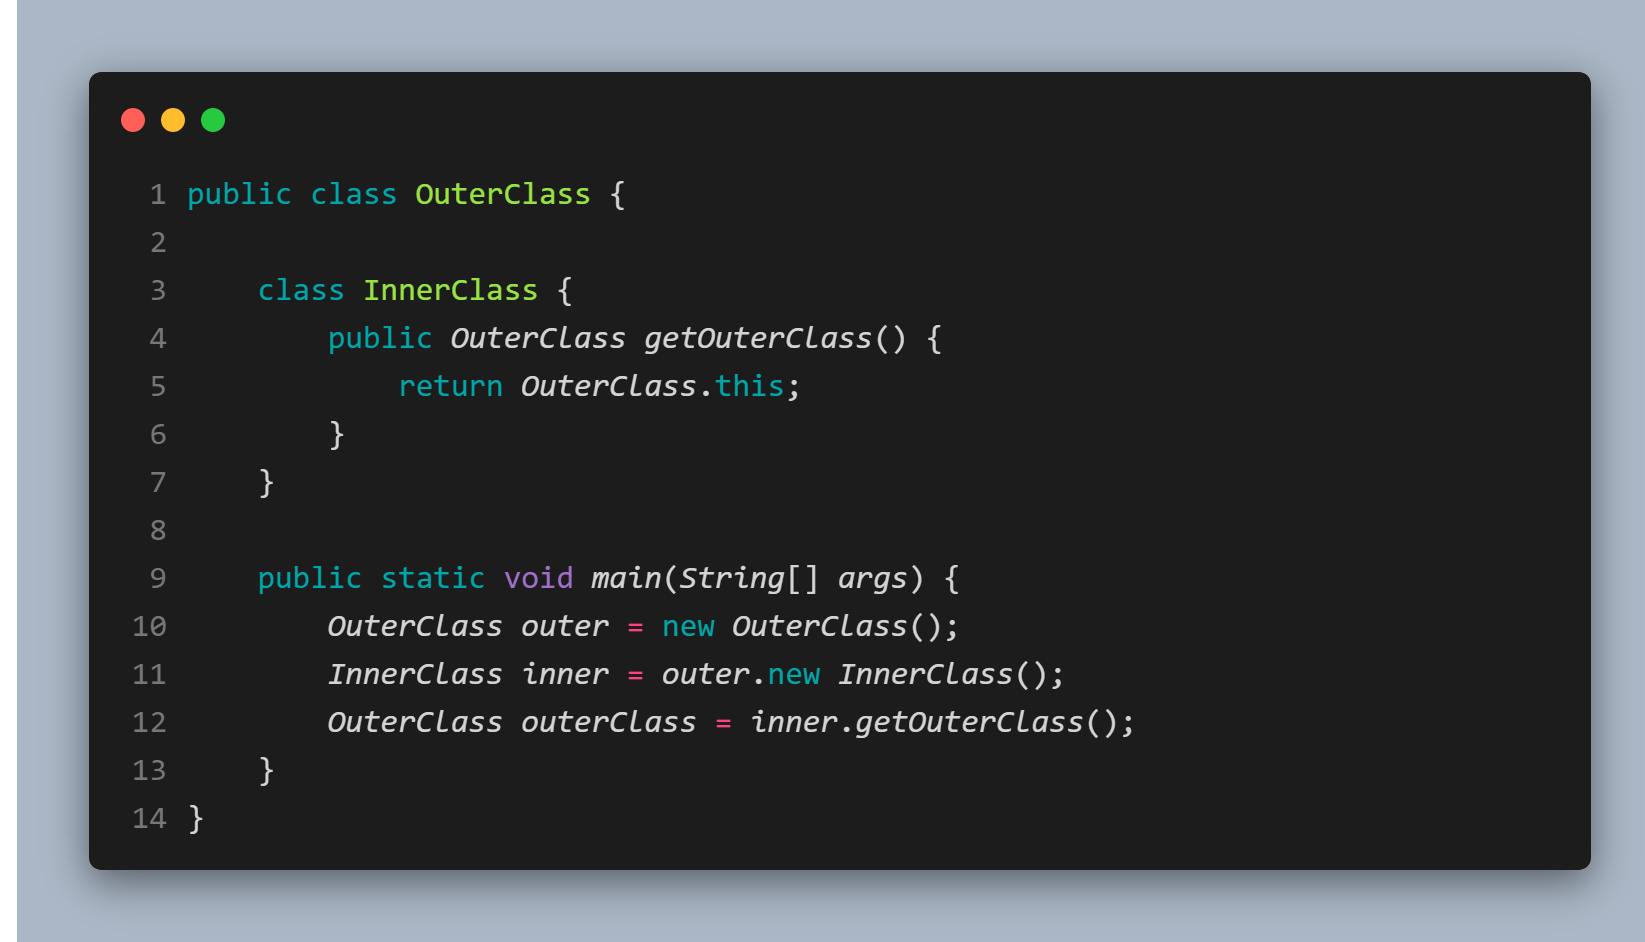 1 public class OuterClass {
2
3     class InnerClass {
4         public OuterClass getOuterClass() {
5             return OuterClass.this;
6         }
7     }
8
9     public static void main(String[] args) {
10         OuterClass outer = new OuterClass();
11         InnerClass inner = outer.new InnerClass();
12         OuterClass outerClass = inner.getOuterClass();
13     }
14 }